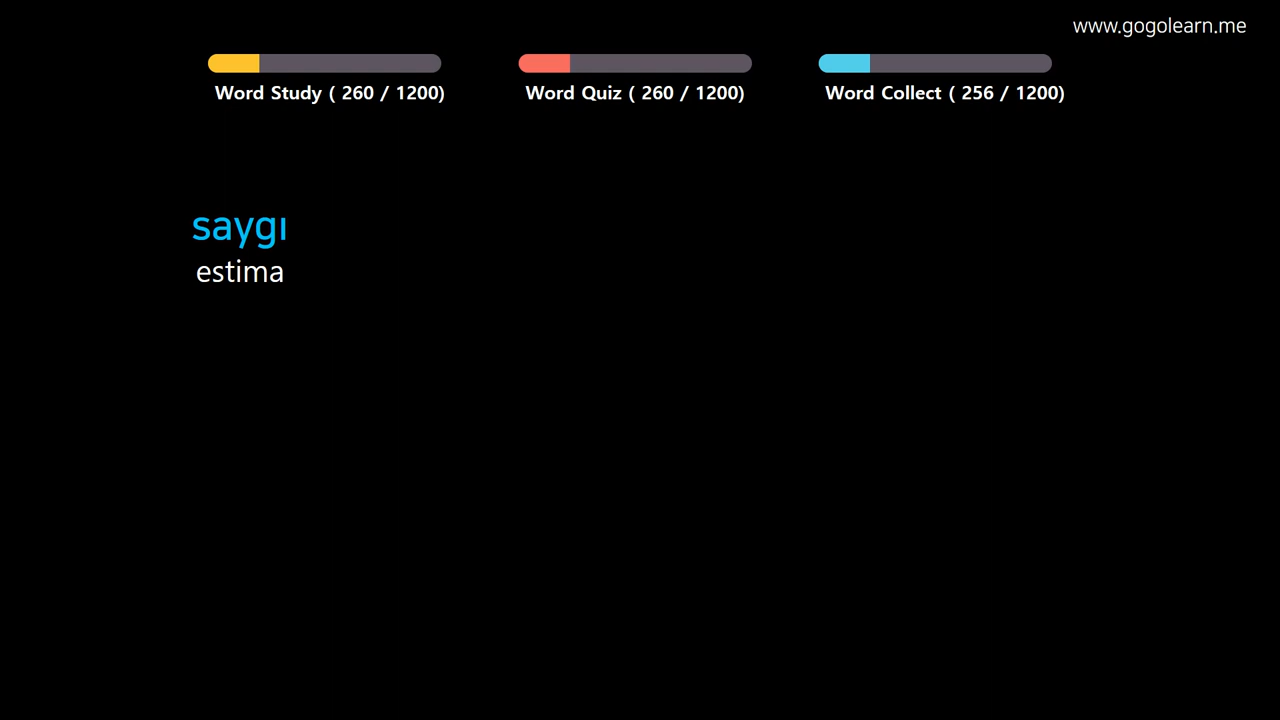 www.gogolearn.me
Word Study ( 260 / 1200)
Word Quiz ( 260 / 1200)
Word Collect ( 256 / 1200)
saygı
estima